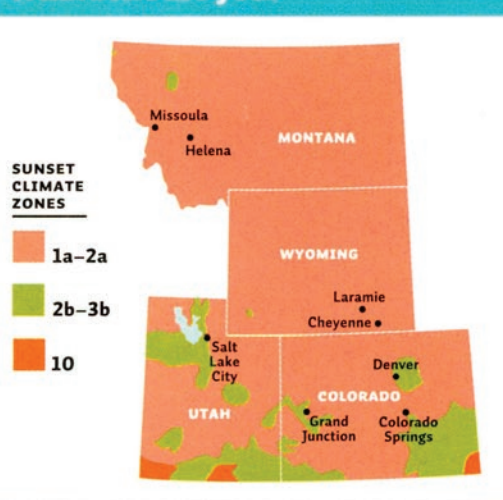 Missoula
Helena
MONTANA
SUNSET
CLIMATE
ZONES
1a–2a
2b–3b
10
WYOMING
Laramie
Cheyenne
Salt
Lake
City
UTAH
Denver
COLORADO
Grand
Junction
Colorado
Springs